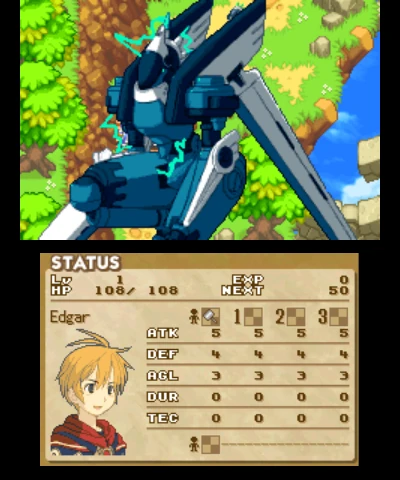 STATUS
Lv 1 EXP 0
HP 108/ 108 NEXT 50
Edgar 1 2 3
ATK 5 5 5 5
DEF 4 4 4 4
AGL 3 3 3 3
DUR 0 0 0 0
TEC 0 0 0 0